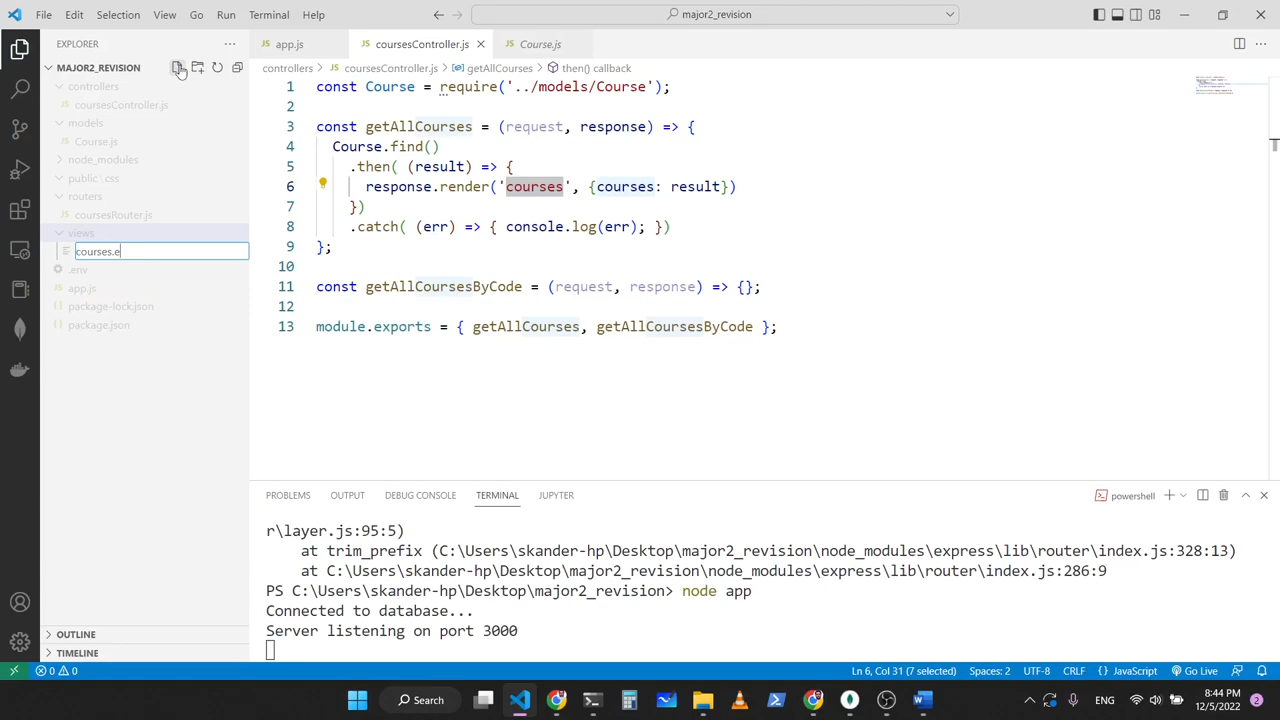 File Edit Selection View Go Run Terminal Help
major2_revision
EXPLORER
MAJOR2_REVISION
controllers
coursesController.js
models
Course.js
node_modules
public\css
routers
coursesRouter.js
views
courses.e
.env
app.js
package-lock.json
package.json
OUTLINE
TIMELINE
app.js coursesController.js Course.js
controllers > coursesController.js > getAllCourses > then() callback
1 const Course = require('../models/Course');
2
3 const getAllCourses = (request, response) => {
4 Course.find()
5 .then( (result) => {
6 response.render('courses', {courses: result})
7 })
8 .catch( (err) => { console.log(err); })
9 };
10
11 const getAllCoursesByCode = (request, response) => {};
12
13 module.exports = { getAllCourses, getAllCoursesByCode };
PROBLEMS OUTPUT DEBUG CONSOLE TERMINAL JUPYTER
powershell
r\layer.js:95:5)
at trim_prefix (C:\Users\skander-hp\Desktop\major2_revision\node_modules\express\lib\router\index.js:328:13)
at C:\Users\skander-hp\Desktop\major2_revision\node_modules\express\lib\router\index.js:286:9
PS C:\Users\skander-hp\Desktop\major2_revision> node app
Connected to database...
Server listening on port 3000
0 0
Ln 6, Col 31 (7 selected) Spaces: 2 UTF-8 CRLF {} JavaScript Go Live
Search
ENG
8:44 PM
12/5/2022
2